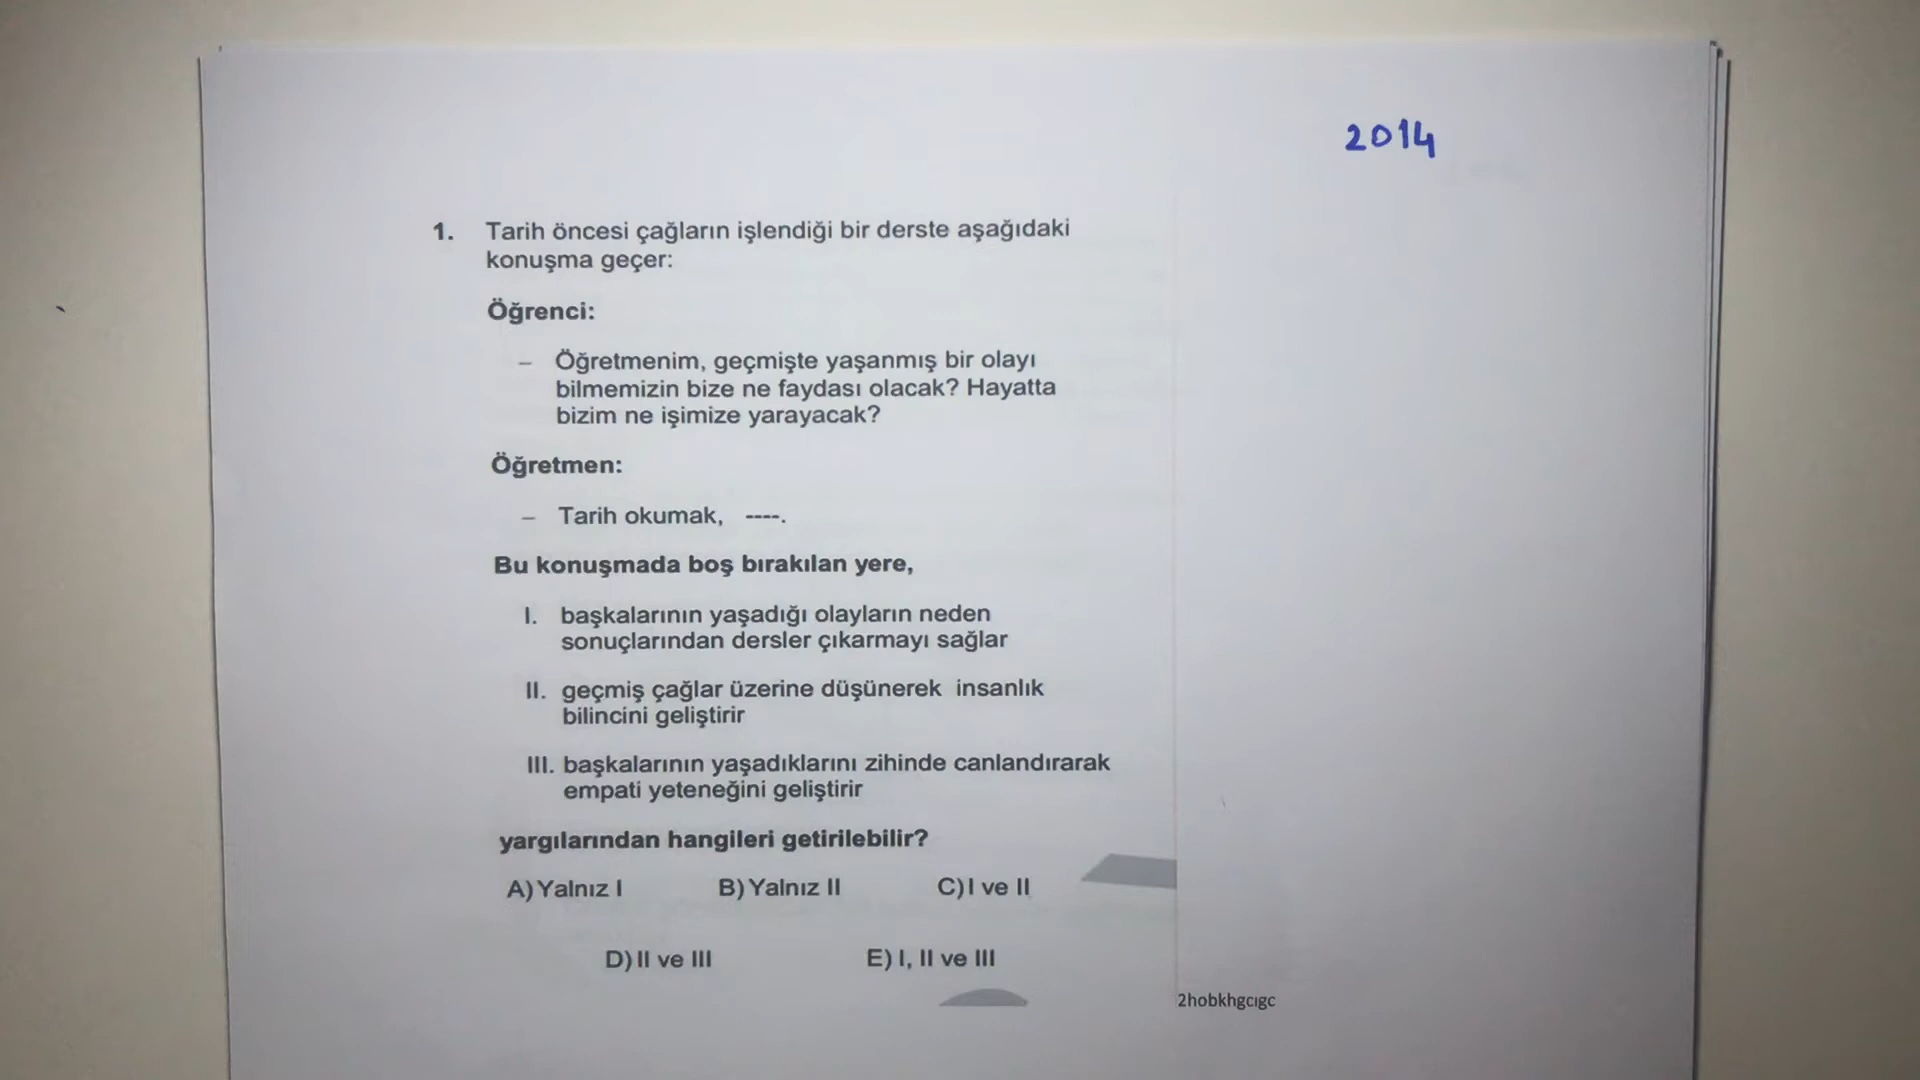 2014
1. Tarih öncesi çağların işlendiği bir derste aşağıdaki
konuşma geçer:
Öğrenci:
– Öğretmenim, geçmişte yaşanmış bir olayı
bilmemizin bize ne faydası olacak? Hayatta
bizim ne işimize yarayacak?
Öğretmen:
– Tarih okumak, ----.
Bu konuşmada boş bırakılan yere,
I. başkalarının yaşadığı olayların neden
sonuçlarından dersler çıkarmayı sağlar
II. geçmiş çağlar üzerine düşünerek insanlık
bilincini geliştirir
III. başkalarının yaşadıklarını zihinde canlandırarak
empati yeteneğini geliştirir
yargılarından hangileri getirilebilir?
A) Yalnız I B) Yalnız II C) I ve II
D) II ve III E) I, II ve III
2hobkhgcıgc